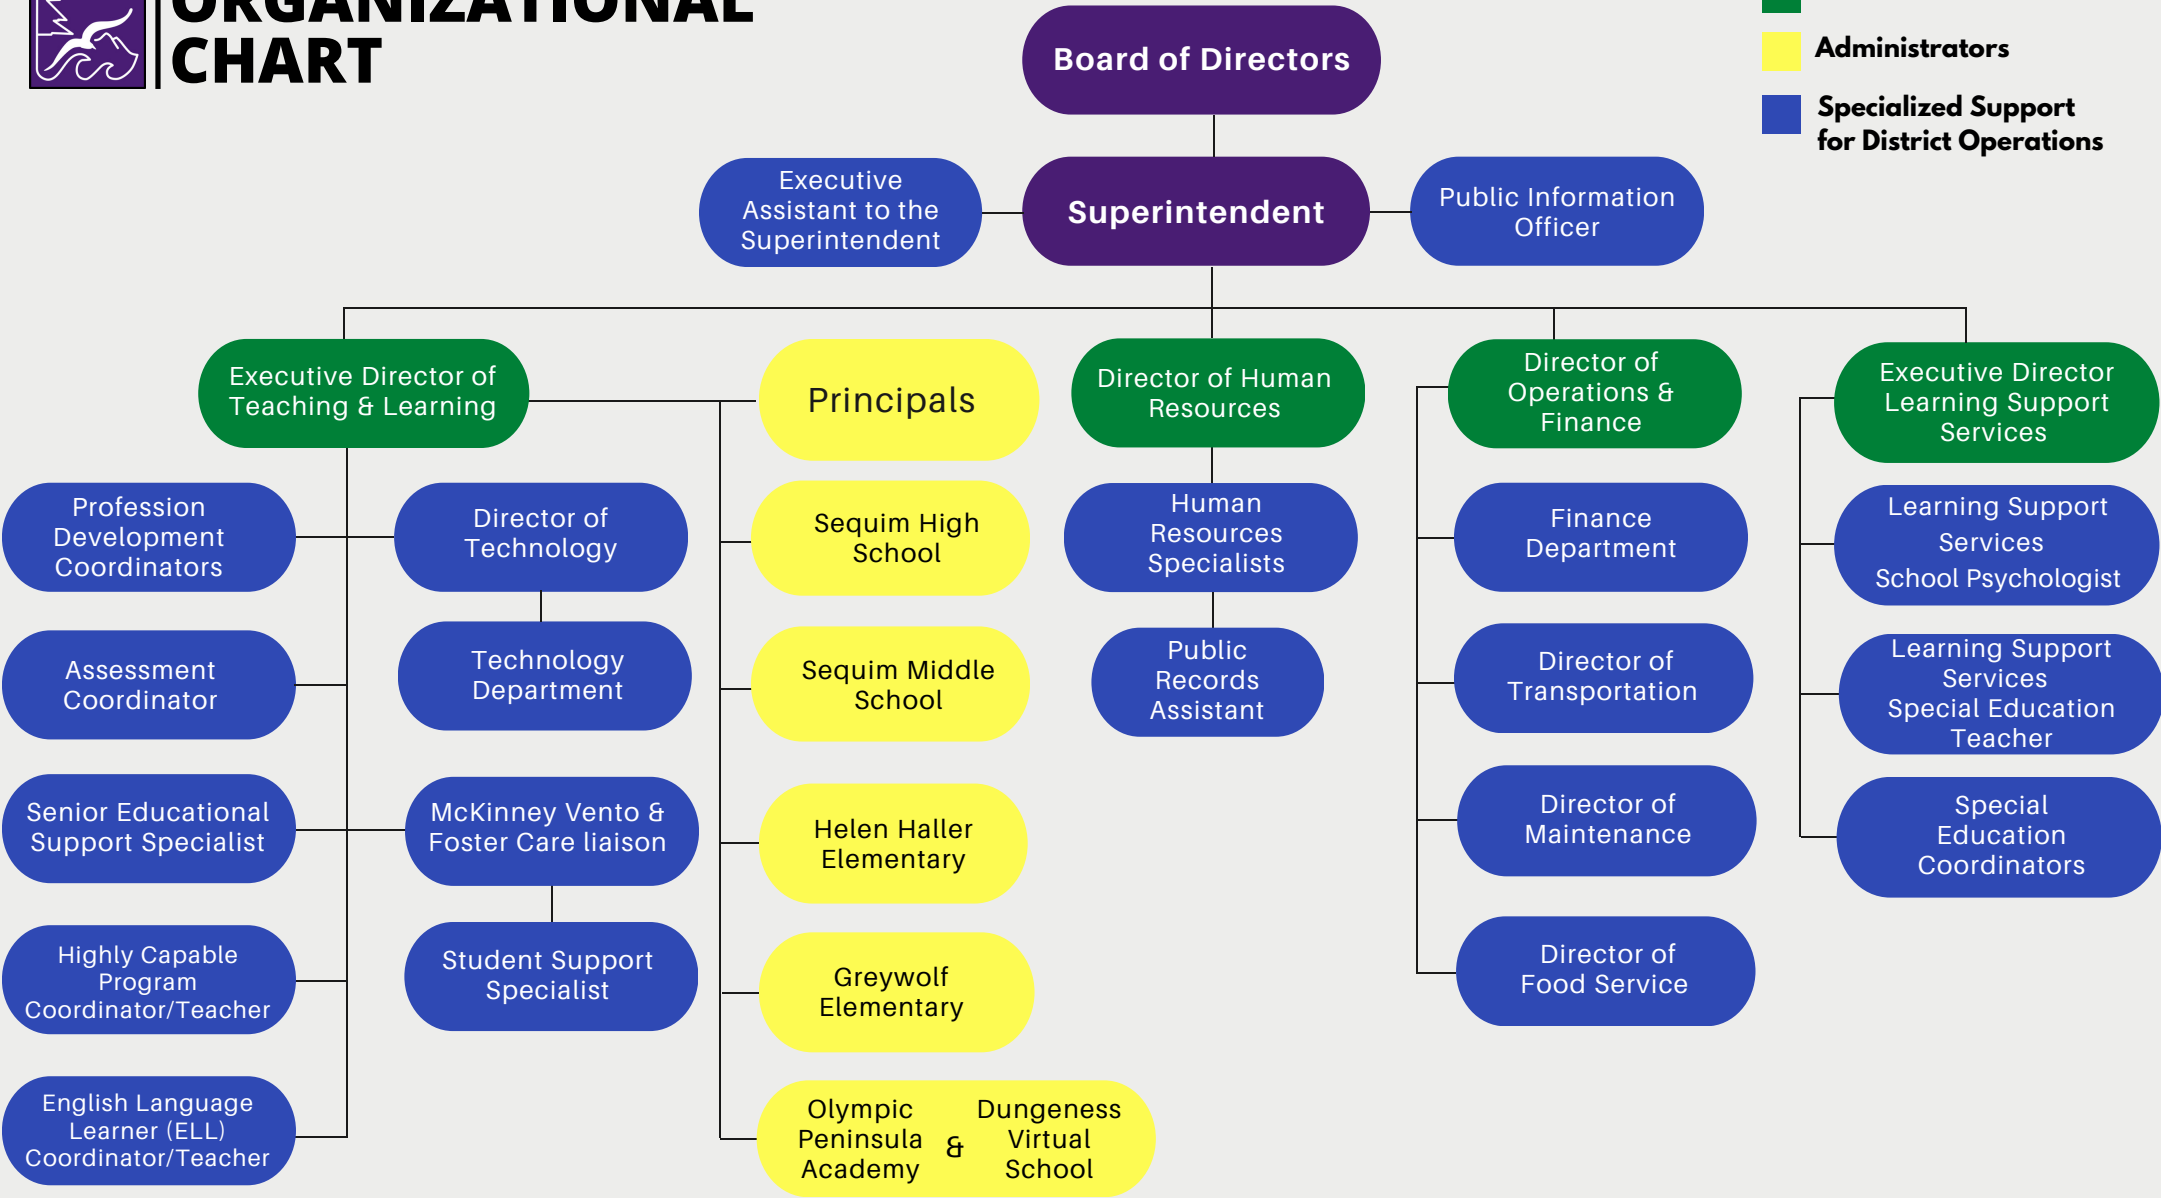 ORGANIZATIONAL
CHART
Administrators
Specialized Support
for District Operations
Board of Directors
Executive
Assistant to the
Superintendent
Superintendent
Public Information
Officer
Executive Director of
Teaching & Learning
Principals
Director of Human
Resources
Director of
Operations &
Finance
Executive Director
Learning Support
Services
Profession
Development
Coordinators
Director of
Technology
Sequim High
School
Human
Resources
Specialists
Finance
Department
Learning Support
Services
School Psychologist
Assessment
Coordinator
Technology
Department
Sequim Middle
School
Public
Records
Assistant
Director of
Transportation
Learning Support
Services
Special Education
Teacher
Senior Educational
Support Specialist
McKinney Vento &
Foster Care liaison
Helen Haller
Elementary
Director of
Maintenance
Special
Education
Coordinators
Highly Capable
Program
Coordinator/Teacher
Student Support
Specialist
Greywolf
Elementary
Director of
Food Service
English Language
Learner (ELL)
Coordinator/Teacher
Olympic
Peninsula
Academy
&
Dungeness
Virtual
School